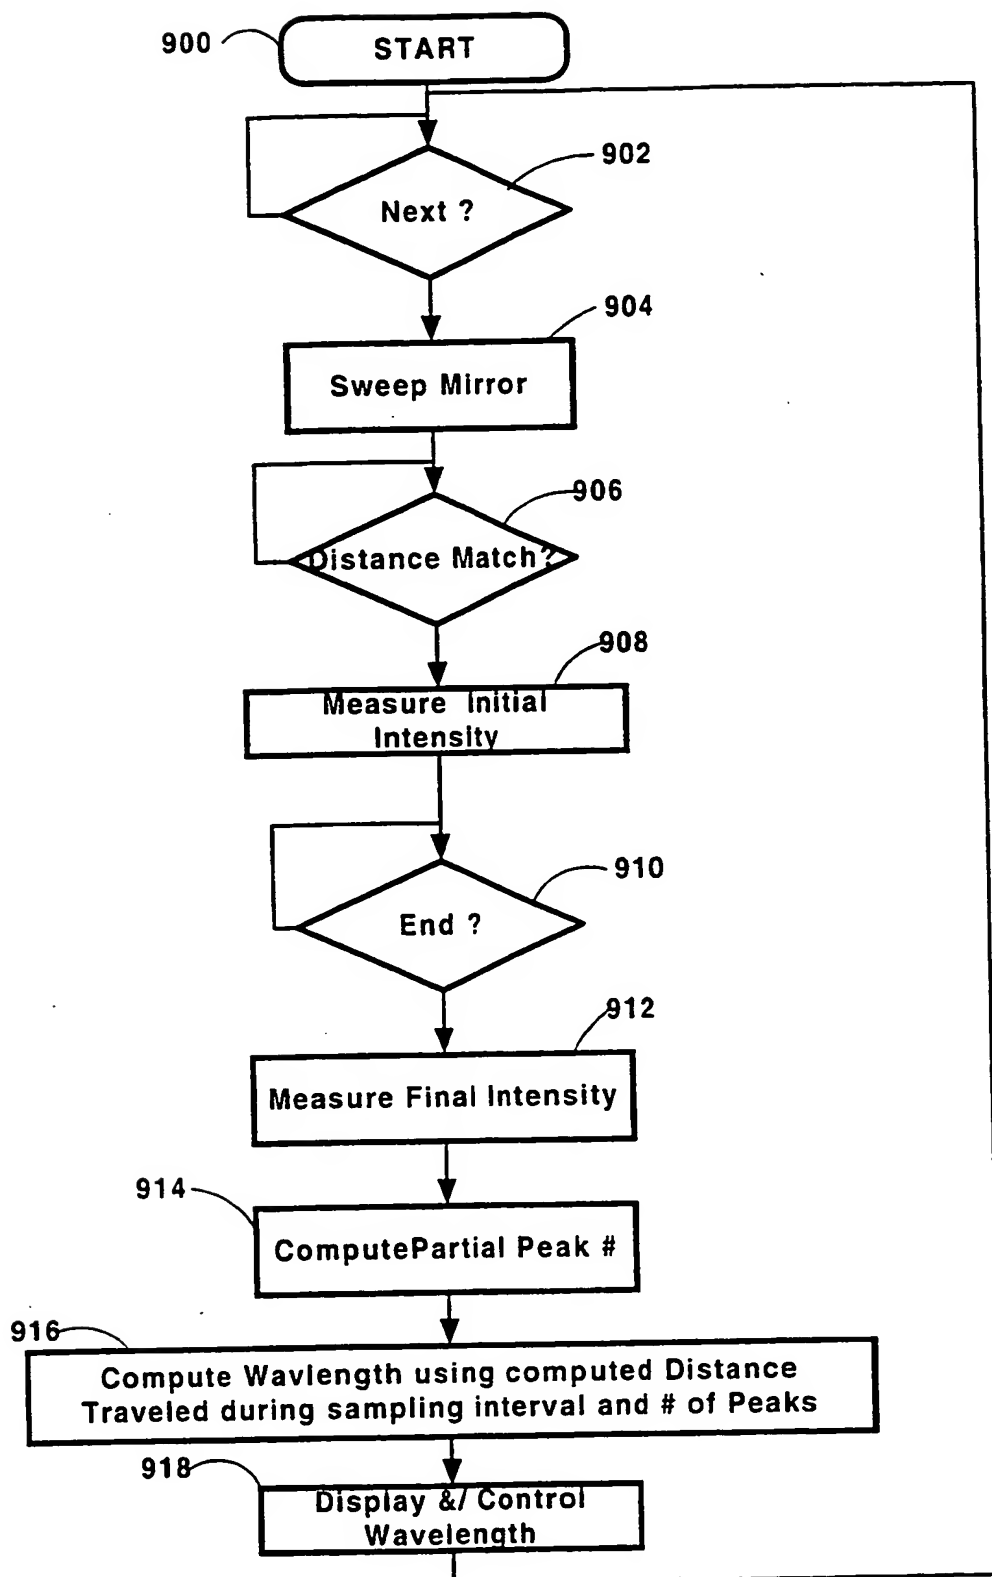 900
START
902
Next ?
904
Sweep Mirror
906
Distance Match?
908
Measure Initial
Intensity
910
End ?
912
Measure Final Intensity
914
ComputePartial Peak #
916
Compute Wavlength using computed Distance
Traveled during sampling interval and # of Peaks
918
Display &/ Control
Wavelength